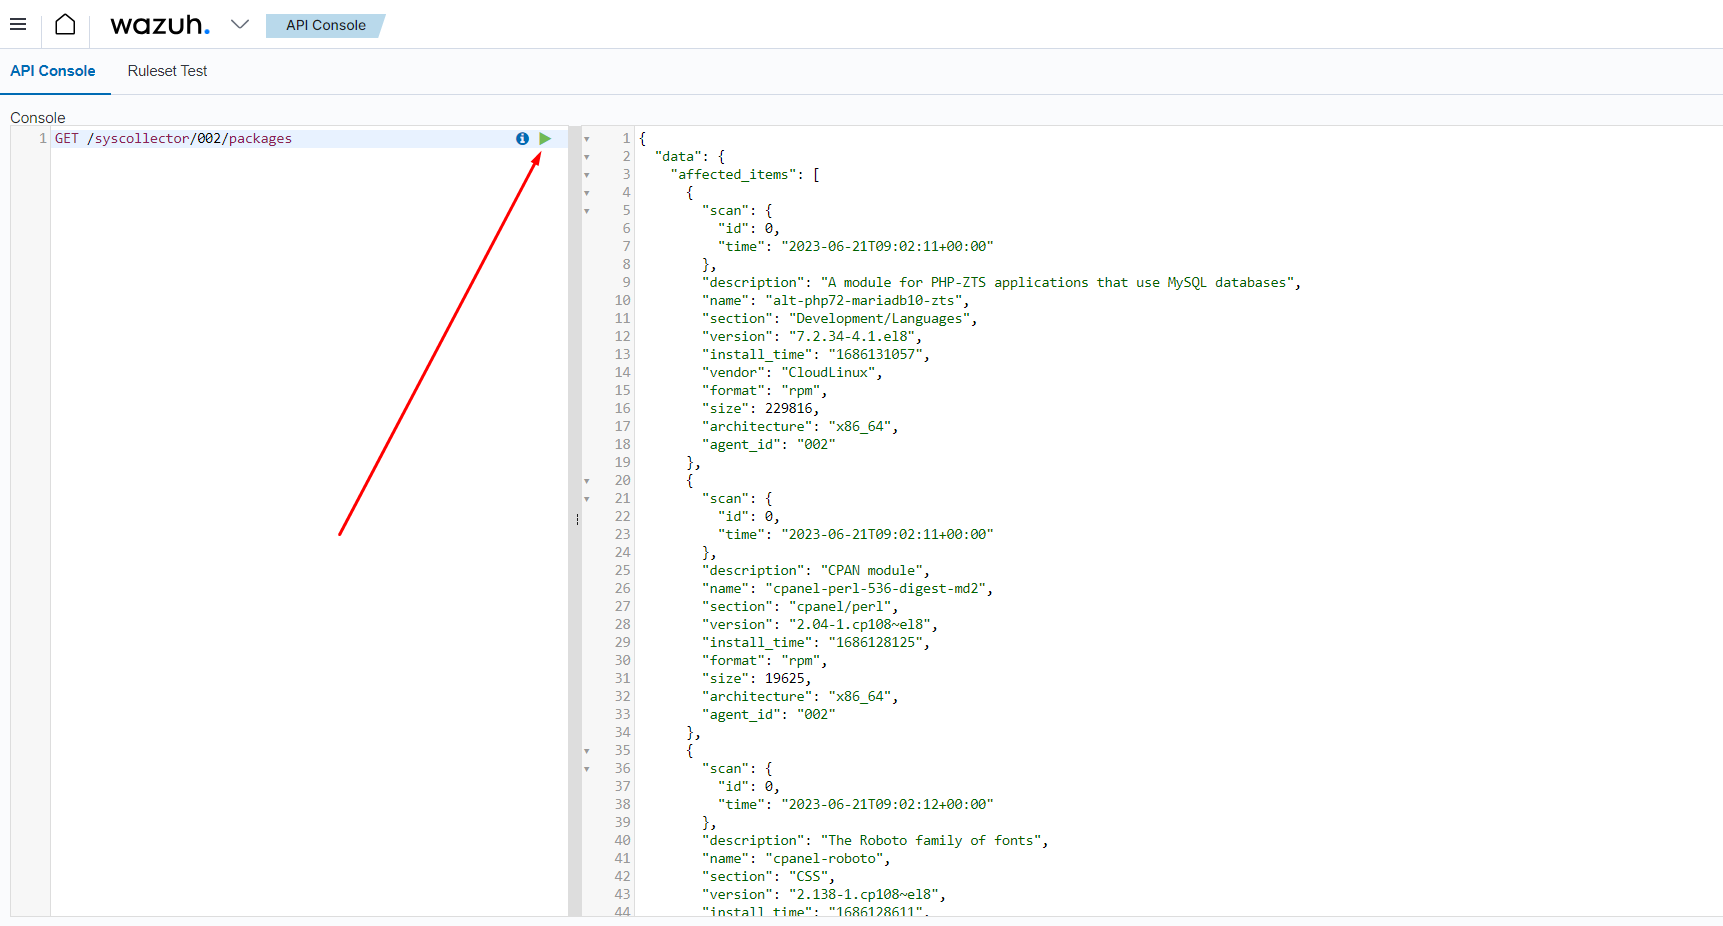 wazuh.
API Console
API Console
Ruleset Test
Console
1 GET /syscollector/002/packages
1 {
2 "data": {
3 "affected_items": [
4 {
5 "scan": {
6 "id": 0,
7 "time": "2023-06-21T09:02:11+00:00"
8 },
9 "description": "A module for PHP-ZTS applications that use MySQL databases",
10 "name": "alt-php72-mariadb10-zts",
11 "section": "Development/Languages",
12 "version": "7.2.34-4.1.el8",
13 "install_time": "1686131057",
14 "vendor": "CloudLinux",
15 "format": "rpm",
16 "size": 229816,
17 "architecture": "x86_64",
18 "agent_id": "002"
19 },
20 {
21 "scan": {
22 "id": 0,
23 "time": "2023-06-21T09:02:11+00:00"
24 },
25 "description": "CPAN module",
26 "name": "cpanel-perl-536-digest-md2",
27 "section": "cpanel/perl",
28 "version": "2.04-1.cp108~el8",
29 "install_time": "1686128125",
30 "format": "rpm",
31 "size": 19625,
32 "architecture": "x86_64",
33 "agent_id": "002"
34 },
35 {
36 "scan": {
37 "id": 0,
38 "time": "2023-06-21T09:02:12+00:00"
39 },
40 "description": "The Roboto family of fonts",
41 "name": "cpanel-roboto",
42 "section": "CSS",
43 "version": "2.138-1.cp108~el8",
44 "install_time": "1686128611",